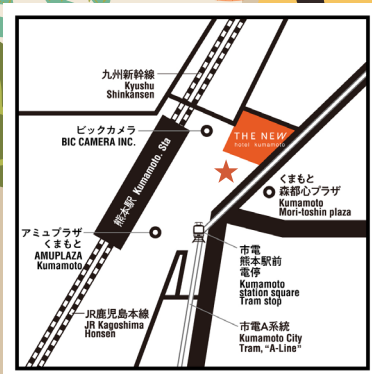 九州新幹線
Kyushu
Shinkansen
ビックカメラ
BIC CAMERA INC.
THE NEW
hotel kumamoto
熊本駅 Kumamoto. Sta
くまもと
森都心プラザ
Kumamoto
Mori-toshin plaza
アミュプラザ
くまもと
AMUPLAZA
Kumamoto
市電
熊本駅前
電停
Kumamoto
station square
Tram stop
JR鹿児島本線
JR Kagoshima
Honsen
市電A系統
Kumamoto City
Tram, “A-Line”